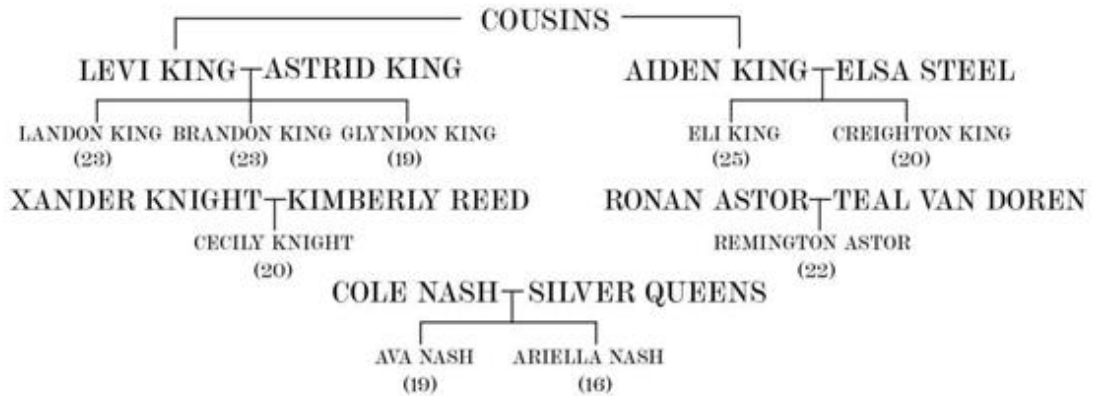 COUSINS
LEVI KING ASTRID KING AIDEN KING ELSA STEEL
LANDON KING BRANDON KING GLYNDON KING ELI KING CREIGHTON KING
(23) (23) (19) (25) (20)
XANDER KNIGHT KIMBERLY REED RONAN ASTOR TEAL VAN DOREN
CECILY KNIGHT REMINGTON ASTOR
(20) (22)
COLE NASH SILVER QUEENS
AVA NASH ARIELLA NASH
(19) (16)